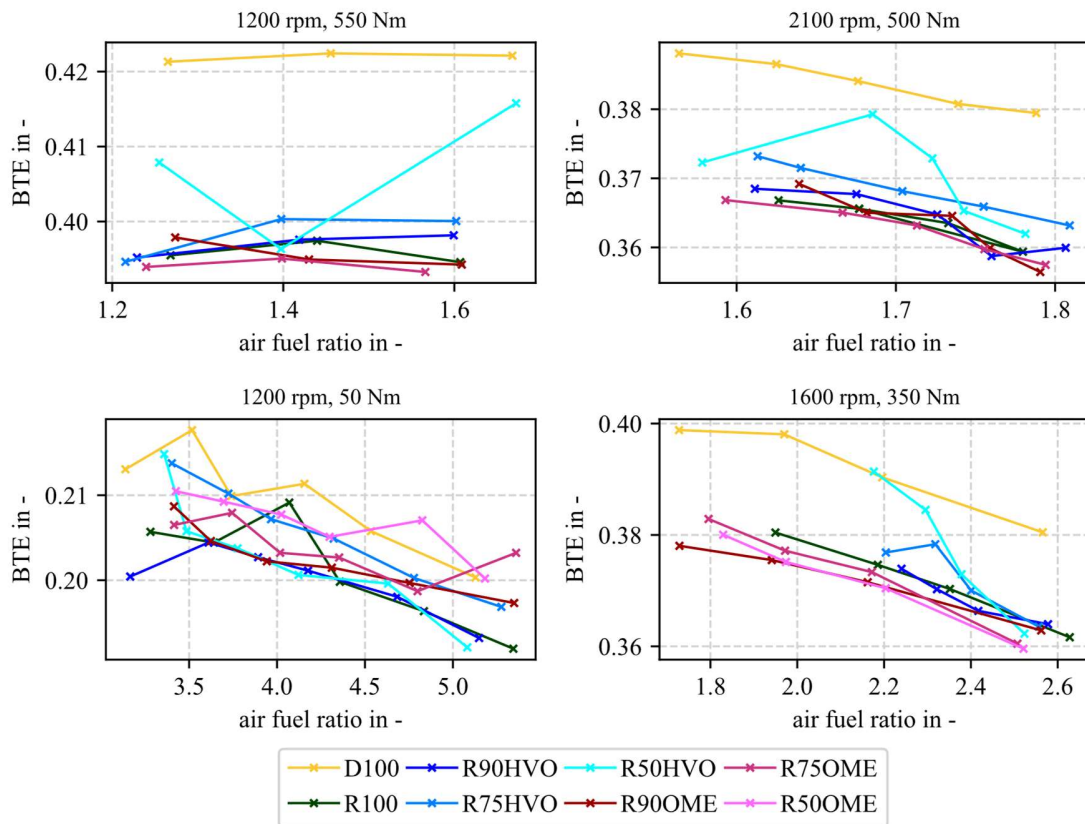 1200 rpm, 550 Nm
0.42
0.41
0.40
BTE in -
1.2 1.4 1.6
air fuel ratio in -
2100 rpm, 500 Nm
0.38
0.37
0.36
BTE in -
1.6 1.7 1.8
air fuel ratio in -
1200 rpm, 50 Nm
0.21
0.20
BTE in -
3.5 4.0 4.5 5.0
air fuel ratio in -
1600 rpm, 350 Nm
0.40
0.38
0.36
BTE in -
1.8 2.0 2.2 2.4 2.6
air fuel ratio in -
D100 R90HVO R50HVO R75OME
R100 R75HVO R90OME R50OME